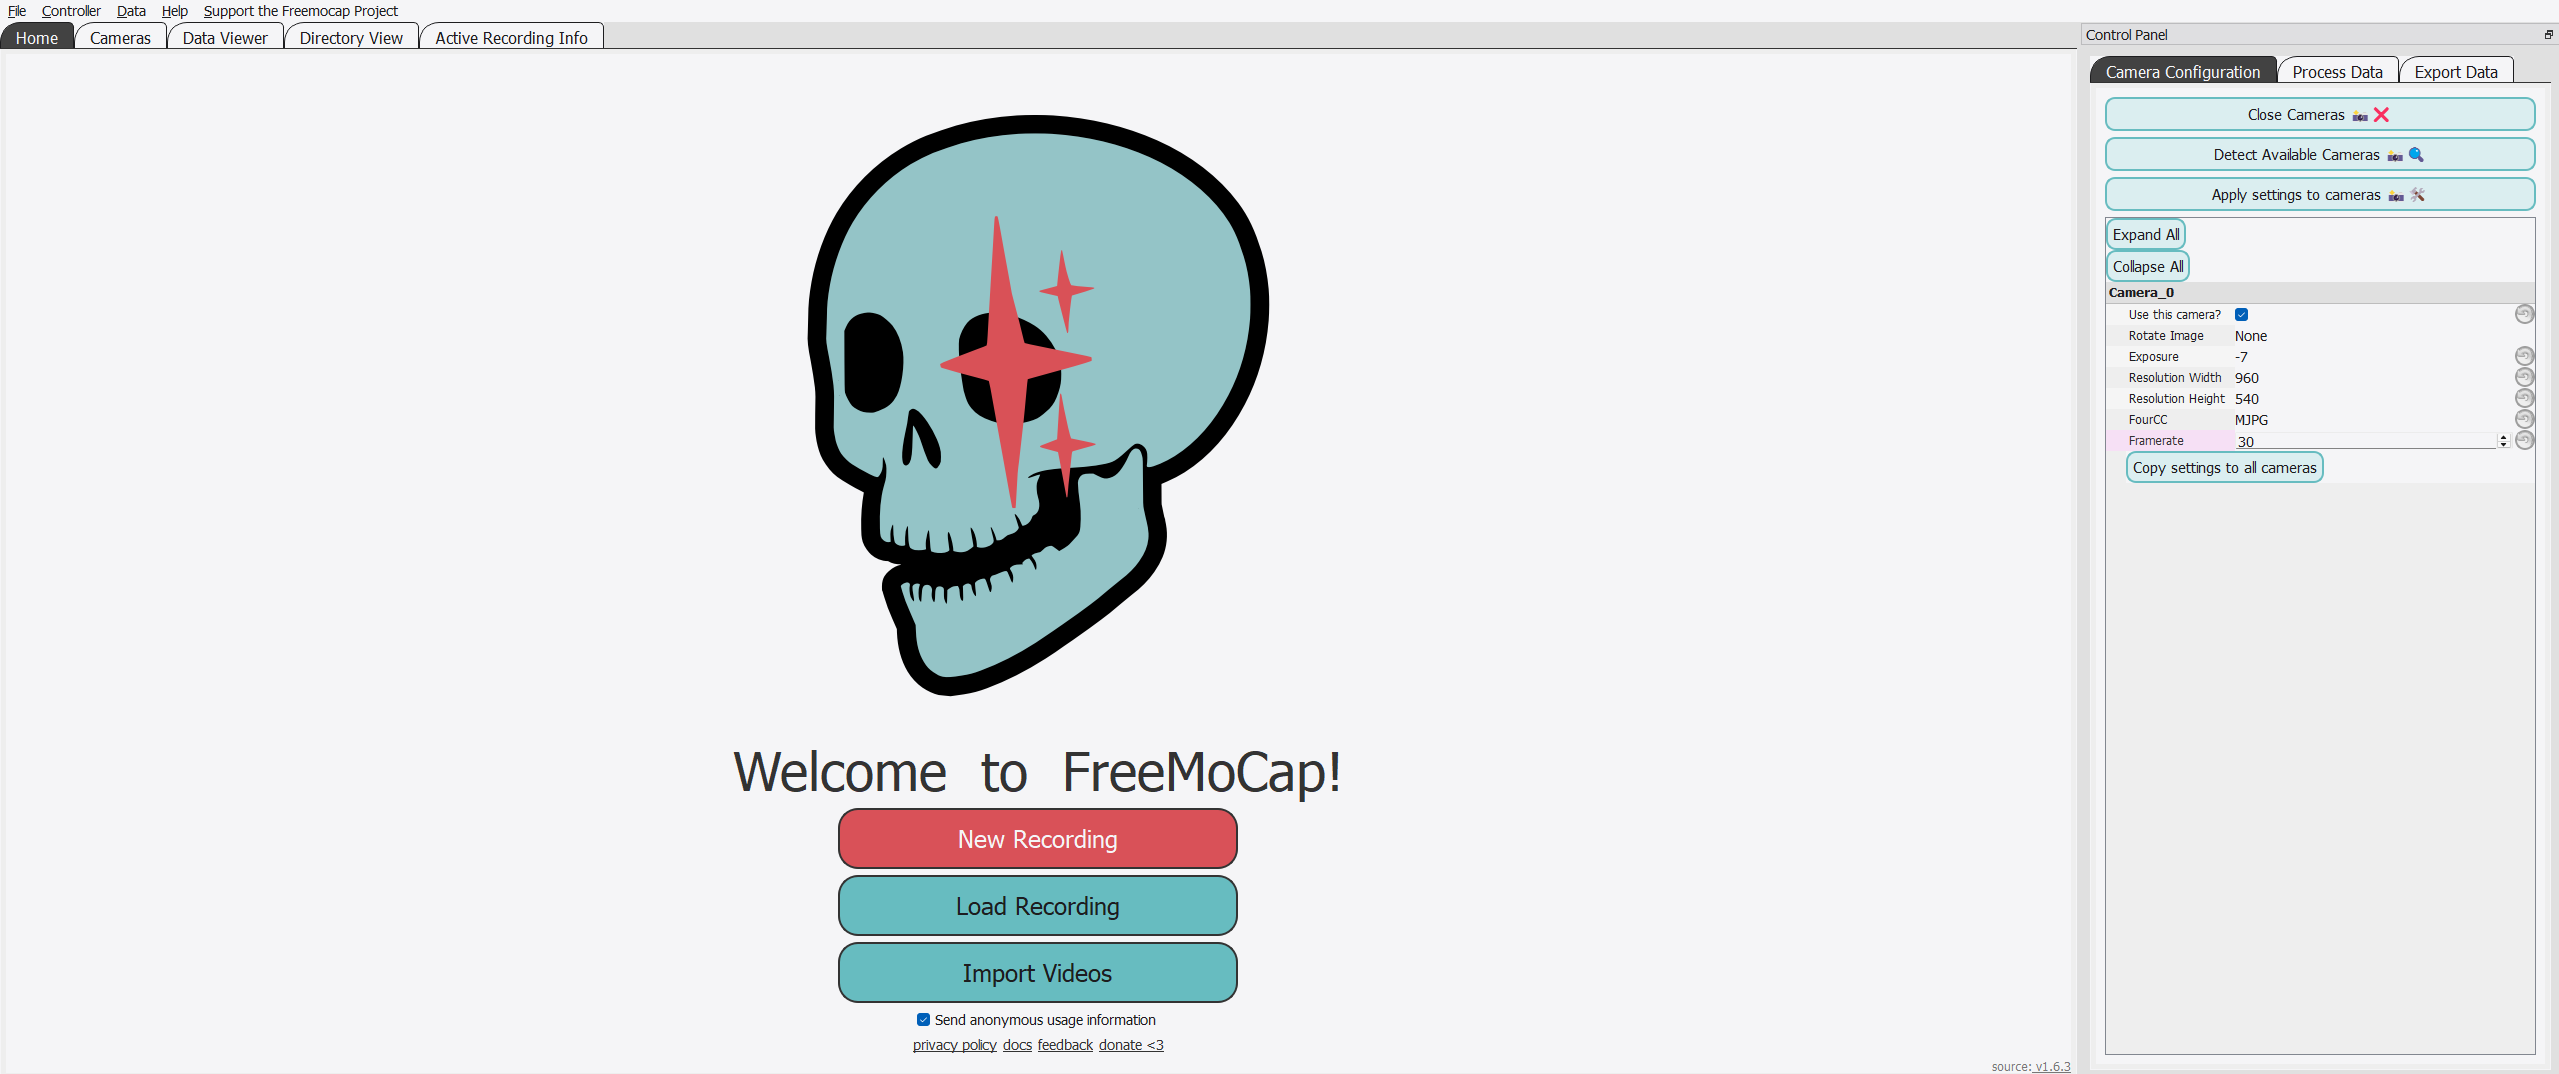 File Controller Data Help Support the Freemocap Project
Home Cameras Data Viewer Directory View Active Recording Info
Welcome to FreeMoCap!
New Recording
Load Recording
Import Videos
Send anonymous usage information
privacy policy docs feedback donate <3
source: v1.6.3
Control Panel
Camera Configuration Process Data Export Data
Close Cameras 📸 ❌
Detect Available Cameras 📸 🔍
Apply settings to cameras 📸 🛠
Expand All
Collapse All
Camera_0
Use this camera?
Rotate Image None
Exposure -7
Resolution Width 960
Resolution Height 540
FourCC MJPG
Framerate 30
Copy settings to all cameras